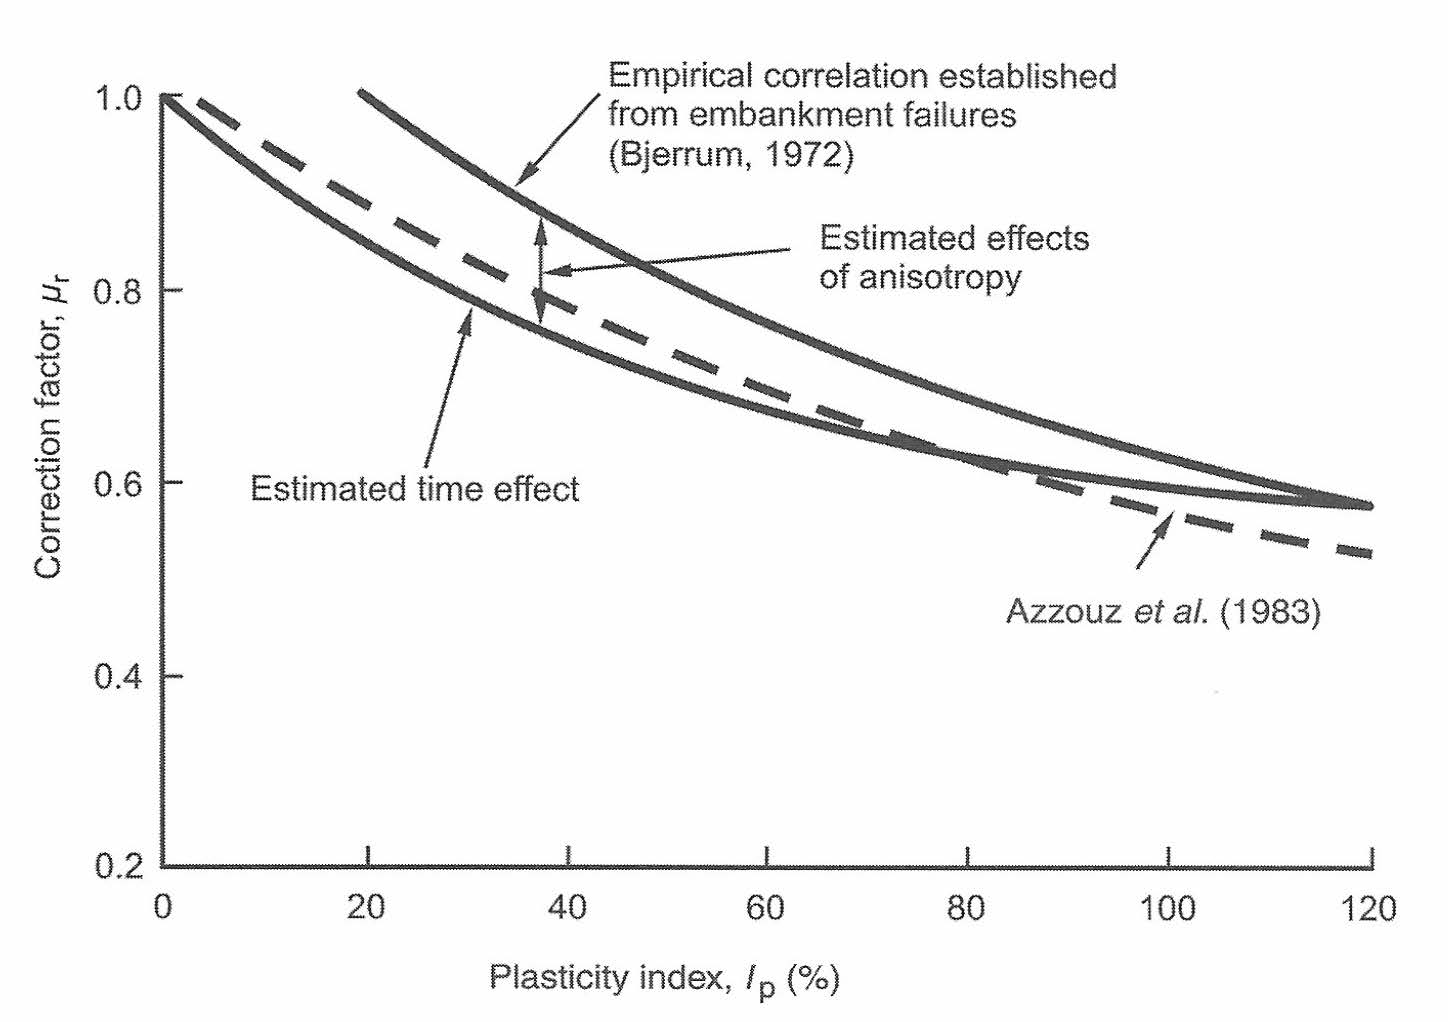 Empirical correlation established
from embankment failures
(Bjerrum, 1972)
Estimated effects
of anisotropy
Estimated time effect
Azzouz et al. (1983)
Correction factor, μr
1.0
0.8
0.6
0.4
0.2
0 20 40 60 80 100 120
Plasticity index, Ip (%)